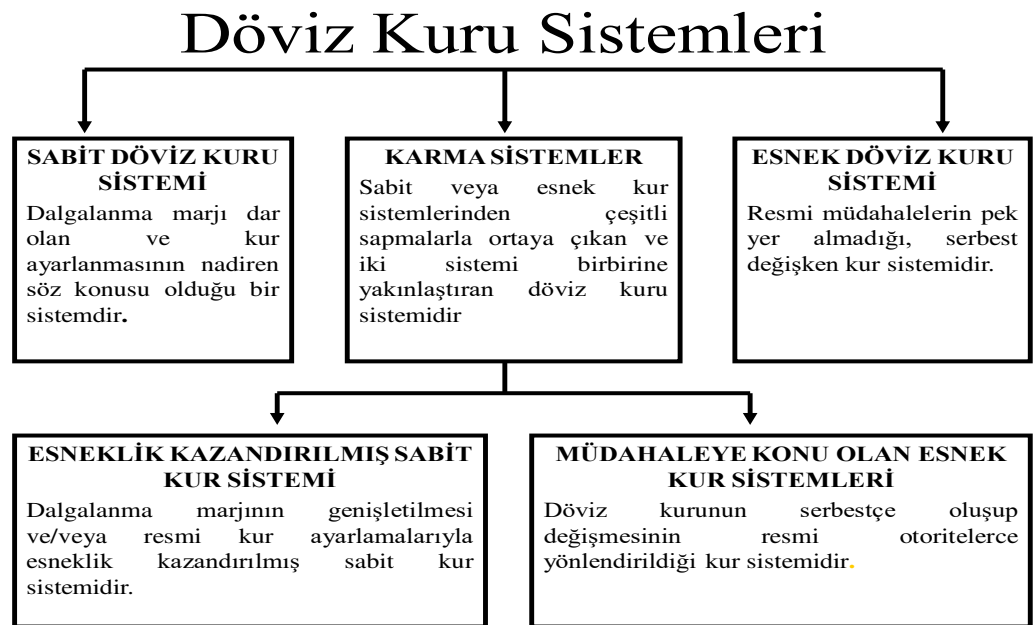 Döviz Kuru Sistemleri
SABİT DÖVİZ KURU
SİSTEMİ
Dalgalanma marjı dar
olan ve kur
ayarlanmasının nadiren
söz konusu olduğu bir
sistemdir.
KARMA SİSTEMLER
Sabit veya esnek kur
sistemlerinden çeşitli
sapmalarla ortaya çıkan ve
iki sistemi birbirine
yakınlaştıran döviz kuru
sistemidir
ESNEK DÖVİZ KURU
SİSTEMİ
Resmi müdahalelerin pek
yer almadığı, serbest
değişken kur sistemidir.
ESNEKLİK KAZANDIRILMIŞ SABİT
KUR SİSTEMİ
Dalgalanma marjının genişletilmesi
ve/veya resmi kur ayarlamalarıyla
esneklik kazandırılmış sabit kur
sistemidir.
MÜDAHALEYE KONU OLAN ESNEK
KUR SİSTEMLERİ
Döviz kurunun serbestçe oluşup
değişmesinin resmi otoritelerce
yönlendirildiği kur sistemidir.